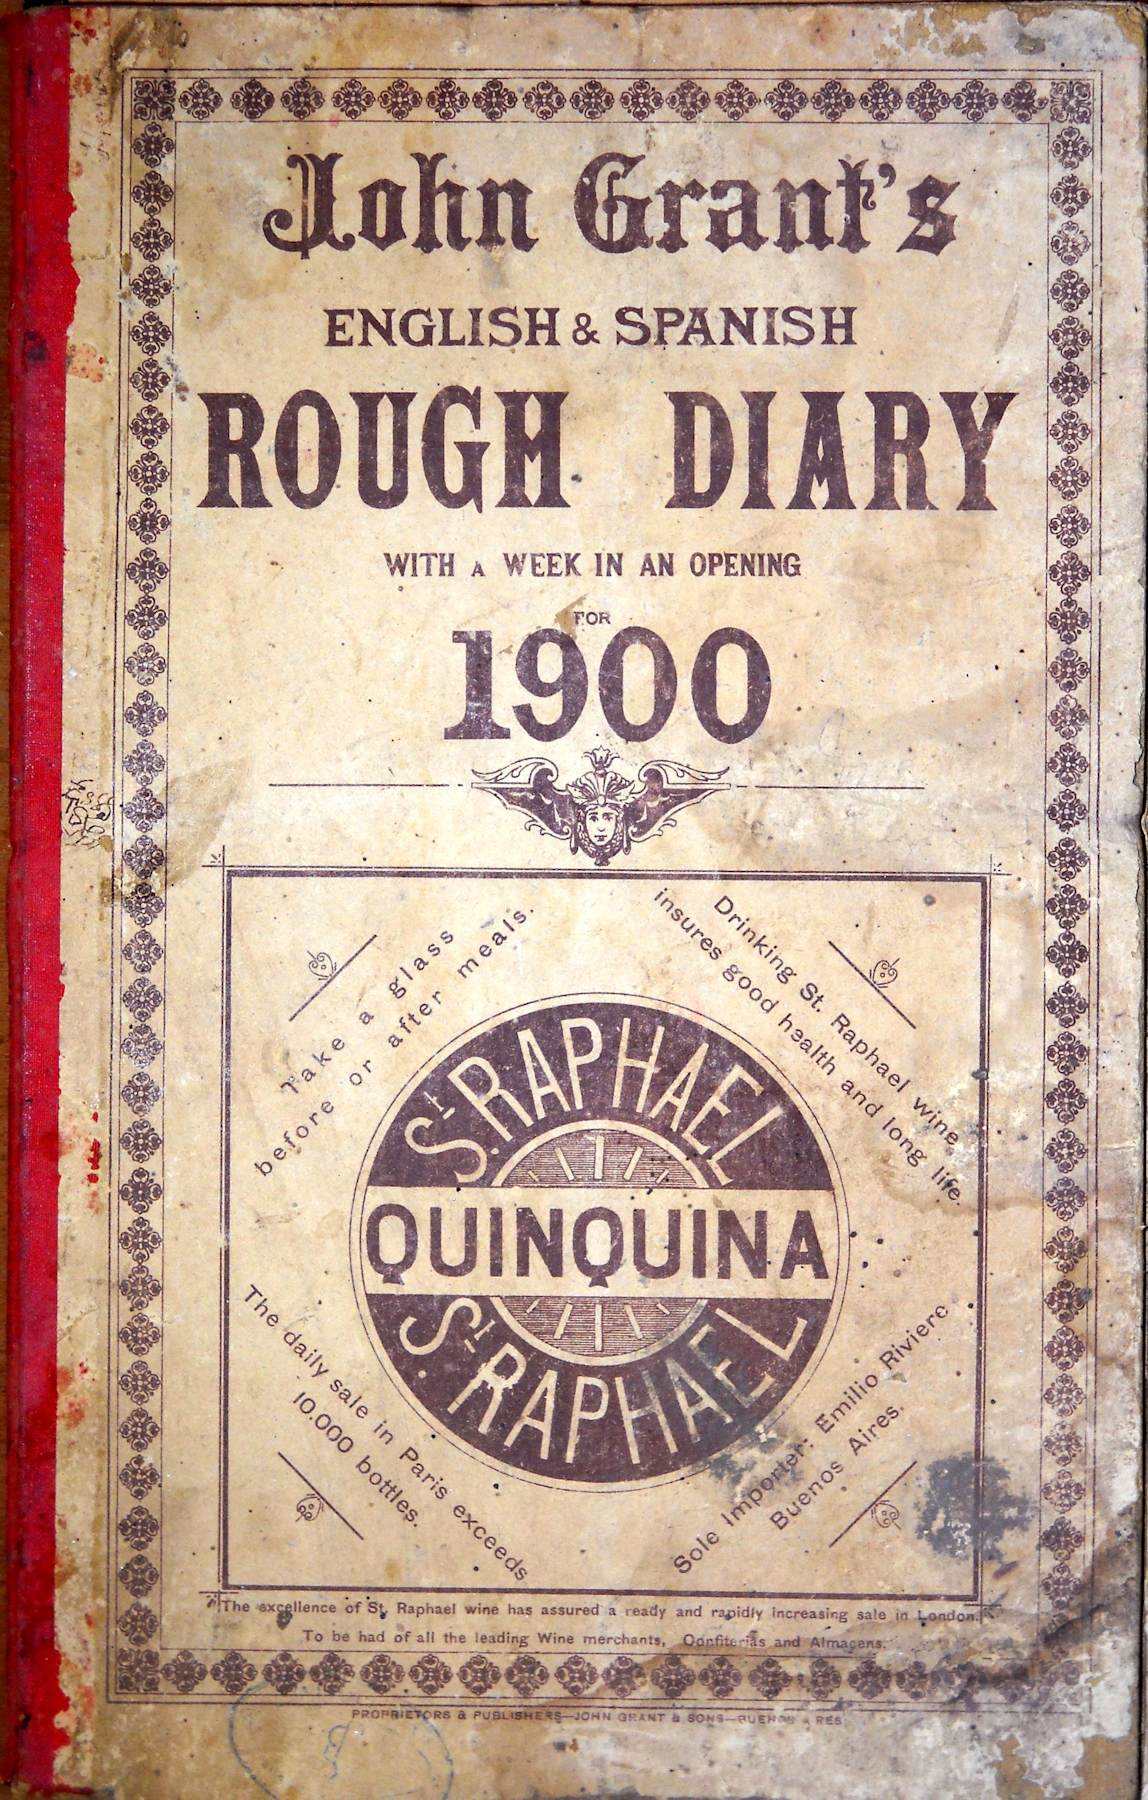 John Grant's
ENGLISH & SPANISH
ROUGH DIARY
WITH A WEEK IN AN OPENING
FOR
1900
Take a glass
before or after meals.
Drinking St. Raphael wine
insures good health and long life.
St. RAPHAEL
QUINQUINA
St. RAPHAEL
The daily sale in Paris exceeds
10.000 bottles.
Sole Importer: Emilio Riviere
Buenos Aires.
The excellence of St. Raphael wine has assured a ready and rapidly increasing sale in London.
To be had of all the leading Wine merchants, Confiterias and Almacens.
PROPRIETORS & PUBLISHERS—JOHN GRANT & SONS—